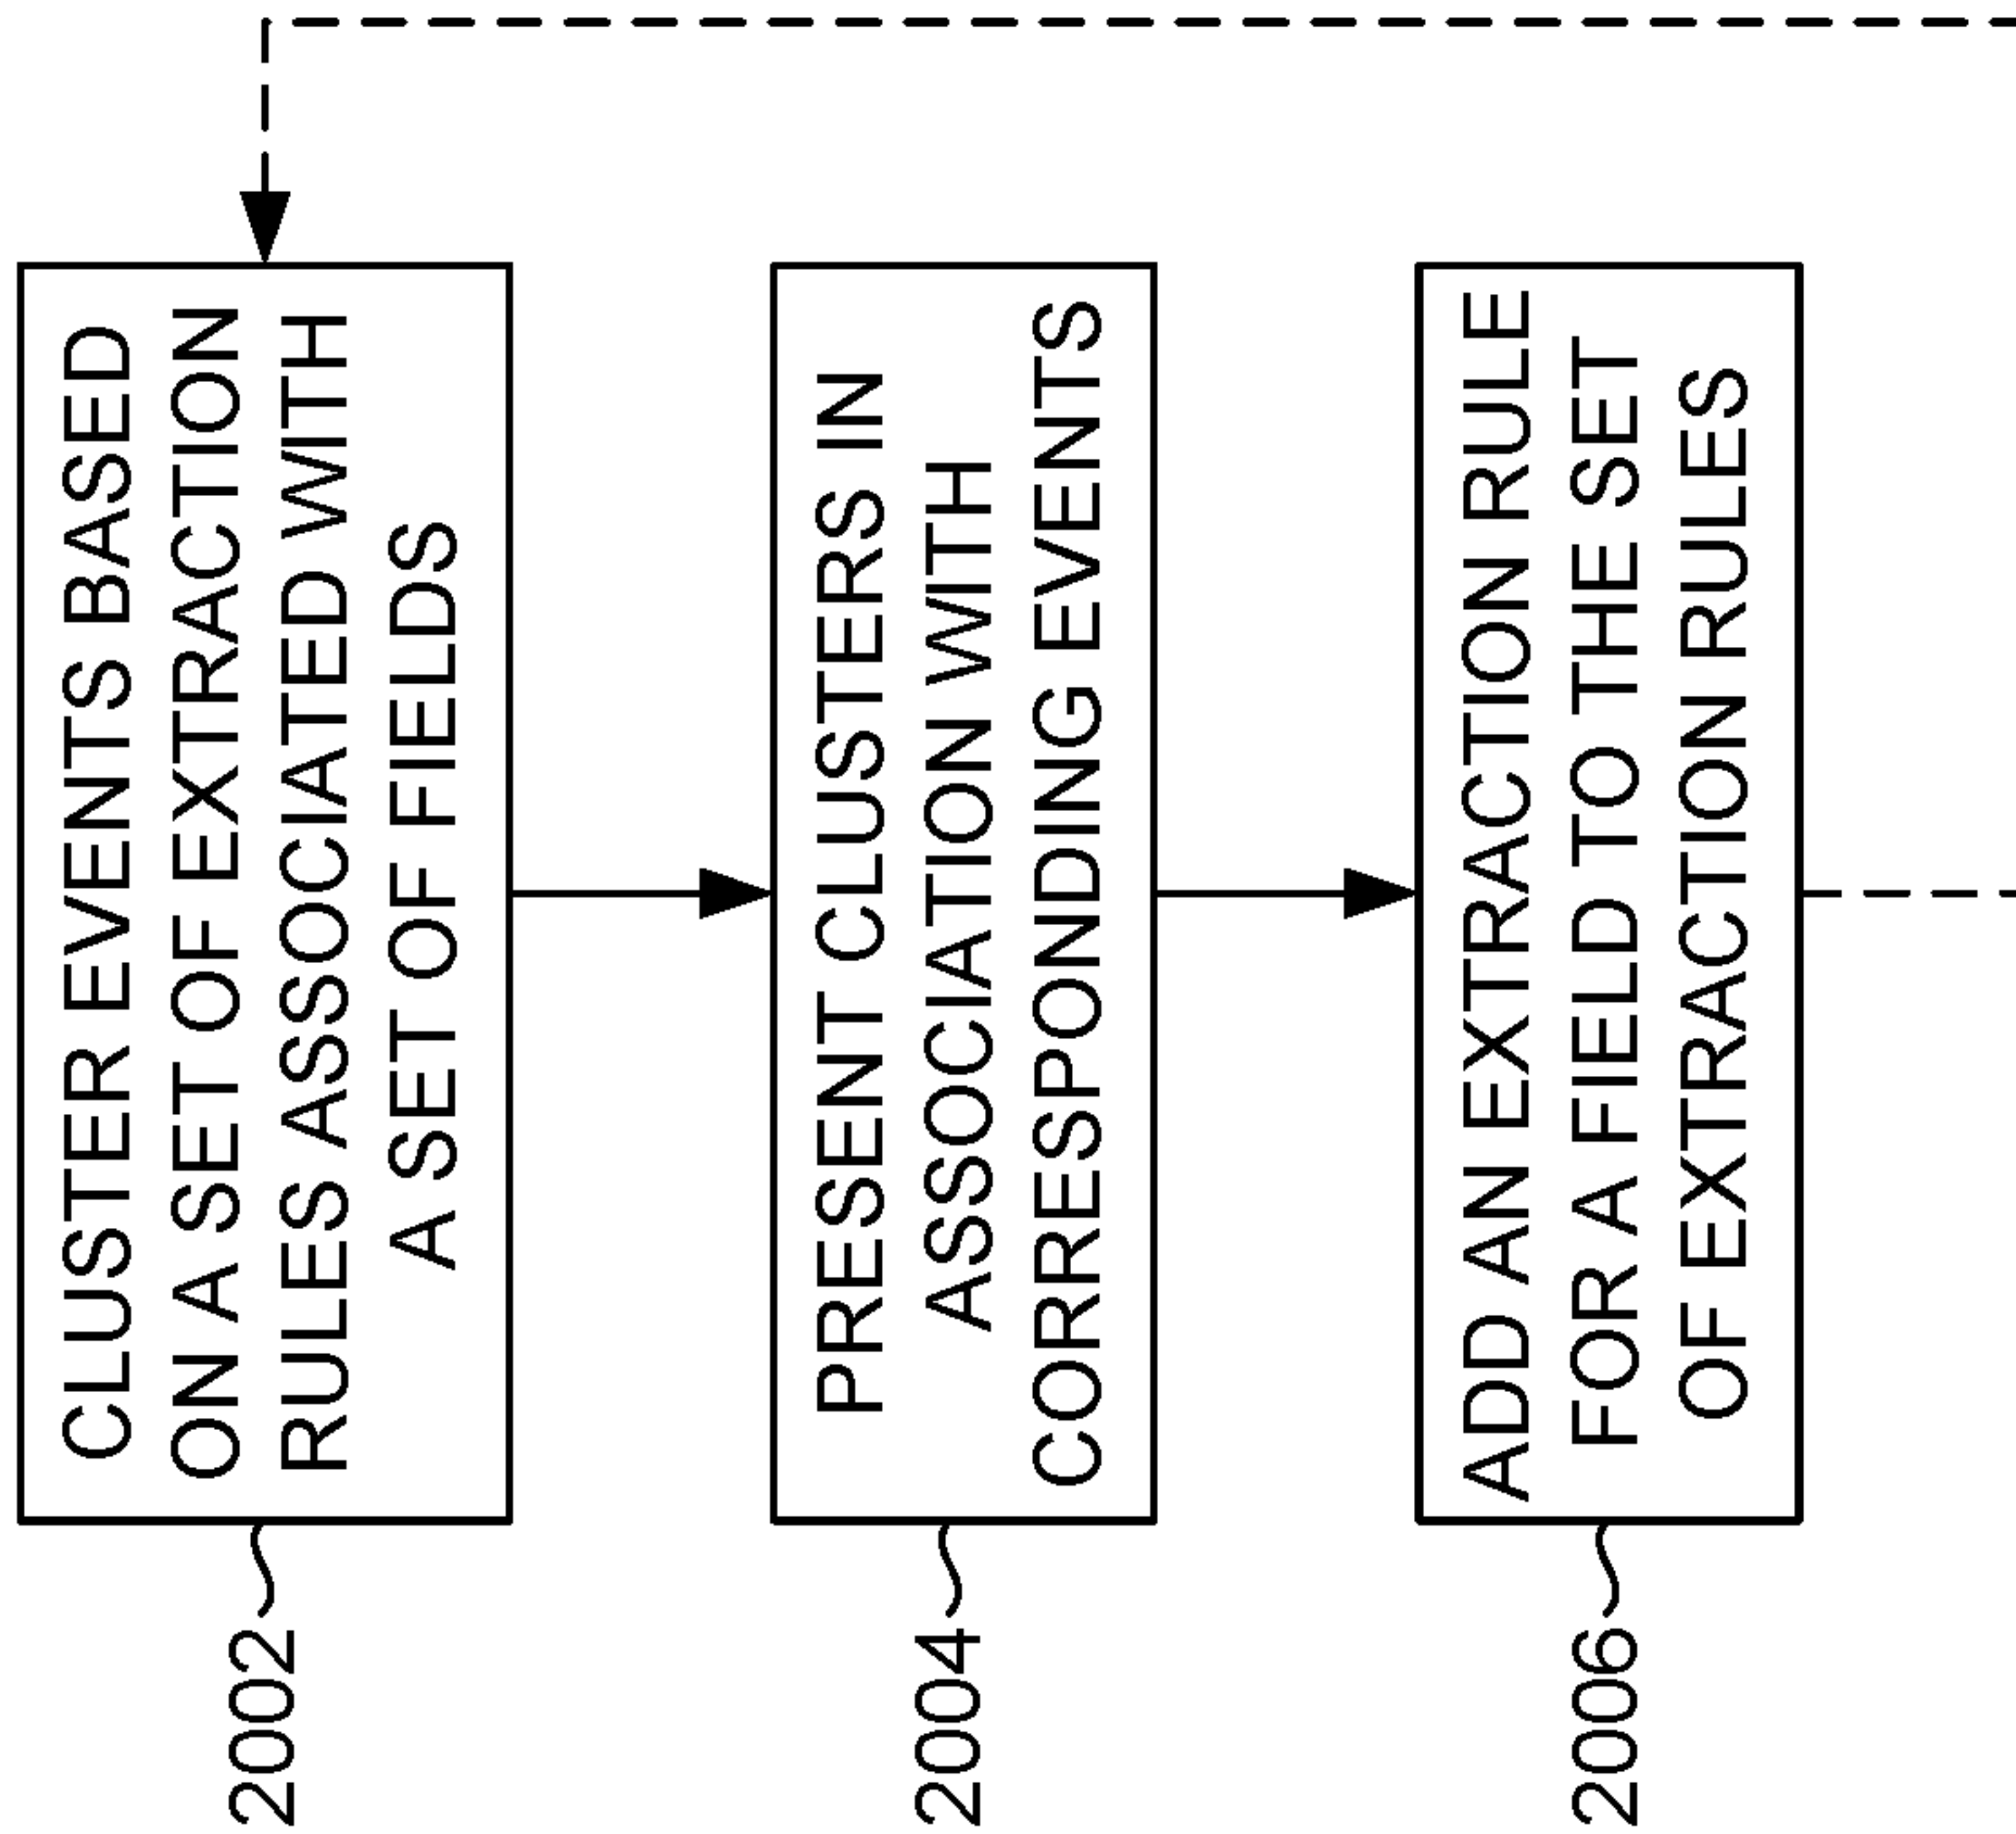 CLUSTER EVENTS BASED
ON A SET OF EXTRACTION
RULES ASSOCIATED WITH
A SET OF FIELDS
2002
PRESENT CLUSTERS IN
ASSOCIATION WITH
CORRESPONDING EVENTS
2004
ADD AN EXTRACTION RULE
FOR A FIELD TO THE SET
OF EXTRACTION RULES
2006